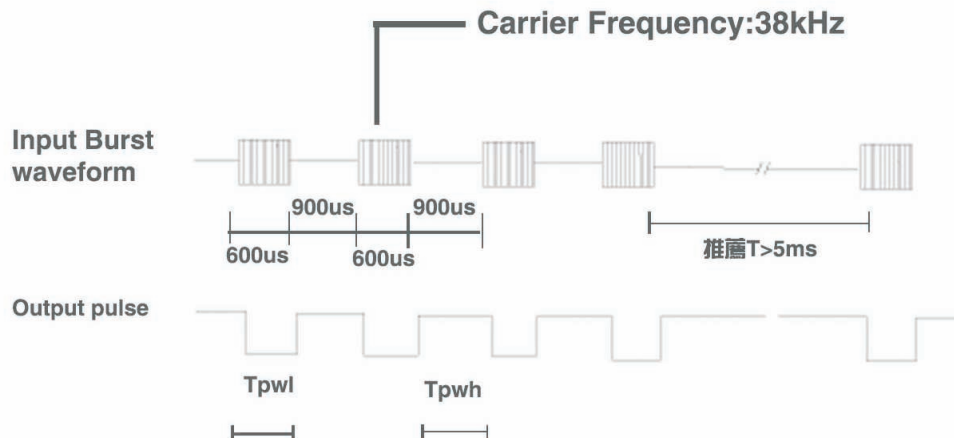 Carrier Frequency:38kHz
Input Burst
waveform
900us
900us
600us
600us
推薦T>5ms
Output pulse
Tpwl
Tpwh